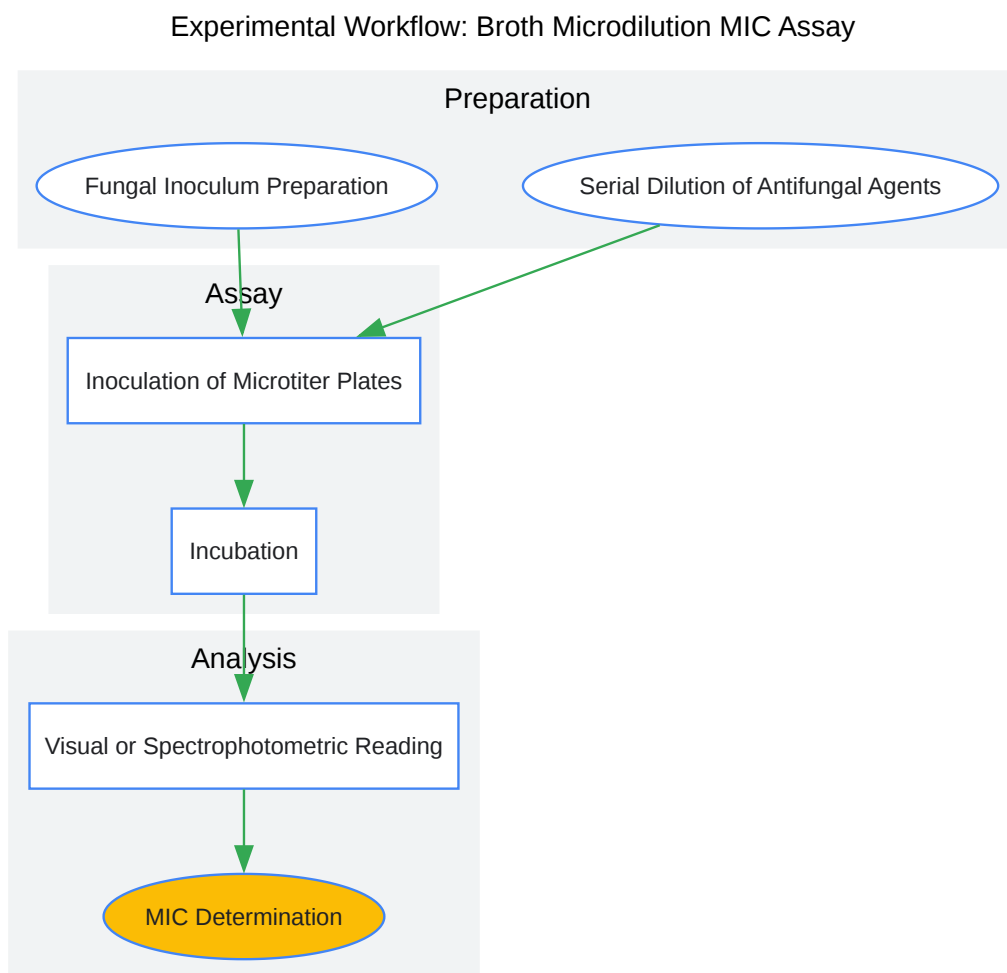 Experimental Workflow: Broth Microdilution MIC Assay
Preparation
Fungal Inoculum Preparation
Serial Dilution of Antifungal Agents
Assay
Inoculation of Microtiter Plates
Incubation
Analysis
Visual or Spectrophotometric Reading
MIC Determination